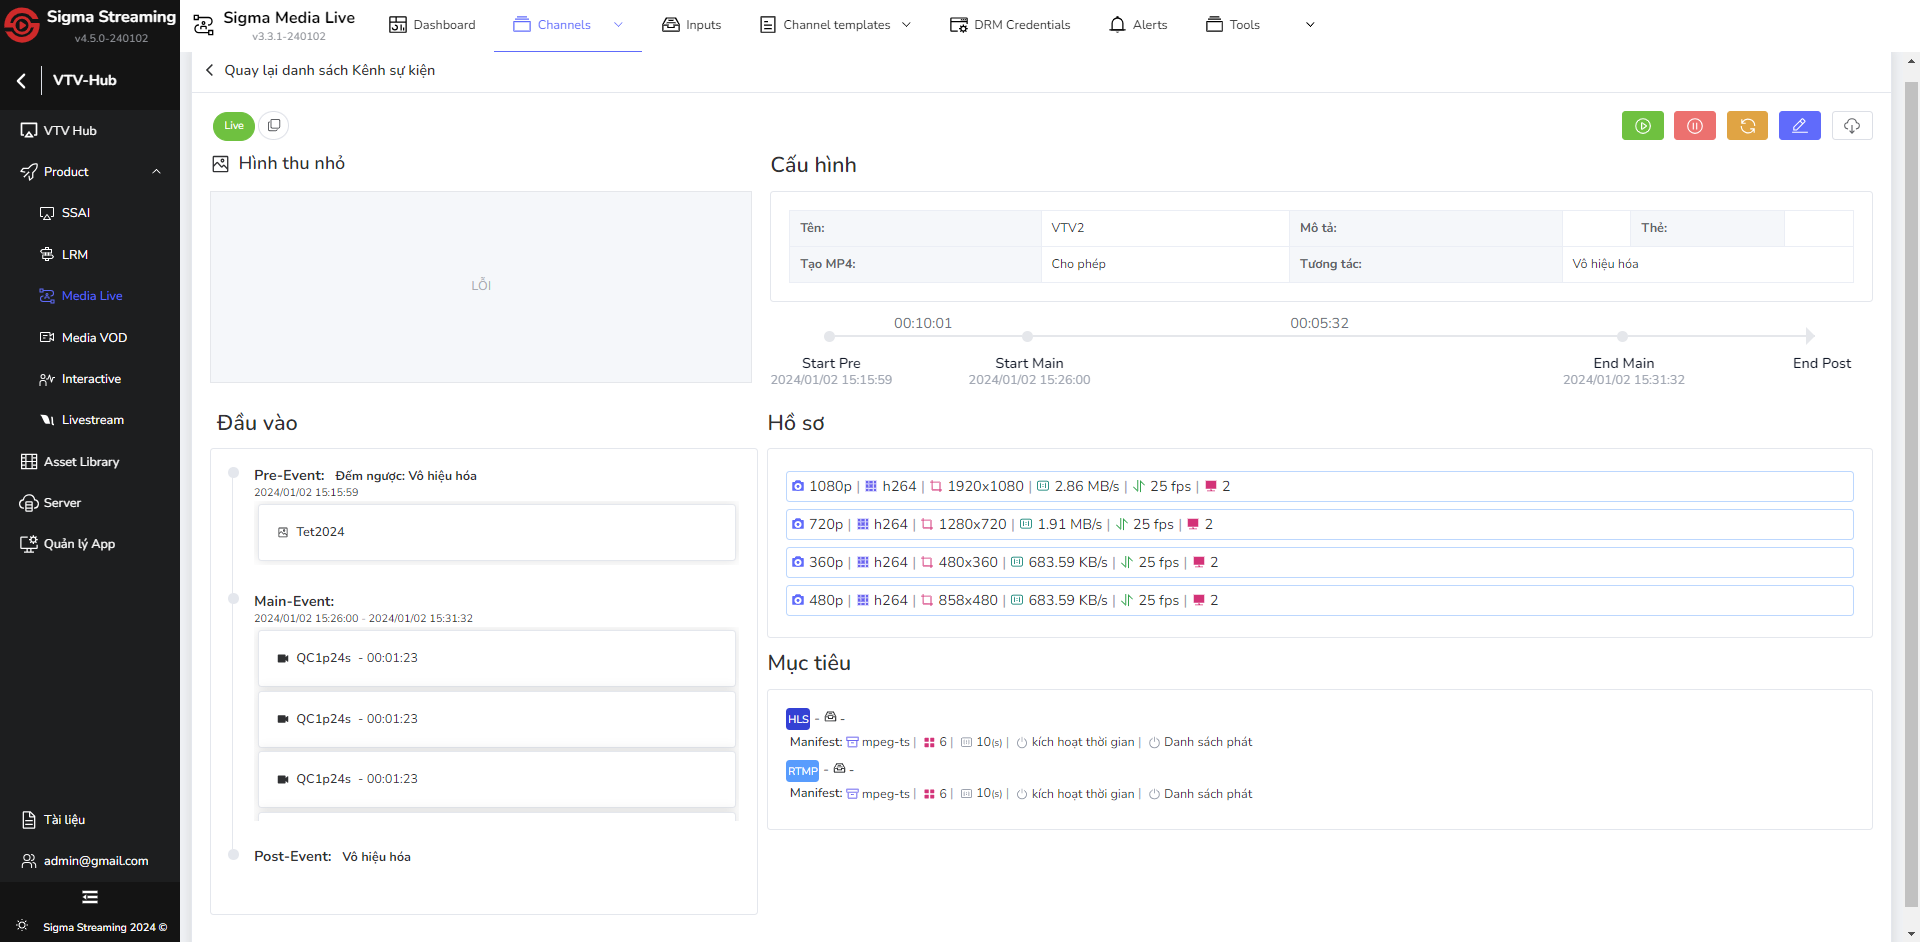 Sigma Streaming
v4.5.0-240102
VTV-Hub
VTV Hub
Product
SSAI
LRM
Media Live
Media VOD
Interactive
Livestream
Asset Library
Server
Quản lý App
Tài liệu
admin@gmail.com
Sigma Streaming 2024 ©
Sigma Media Live
v3.3.1-240102
Dashboard
Channels
Inputs
Channel templates
DRM Credentials
Alerts
Tools
Quay lại danh sách Kênh sự kiện
Live
Hình thu nhỏ
LỖI
Cấu hình
Tên: VTV2 Mô tả: Thẻ:
Tạo MP4: Cho phép Tương tác: Vô hiệu hóa
00:10:01 00:05:32
Start Pre Start Main End Main End Post
2024/01/02 15:15:59 2024/01/02 15:26:00 2024/01/02 15:31:32
Đầu vào
Pre-Event: Đếm ngược: Vô hiệu hóa
2024/01/02 15:15:59
Tet2024
Main-Event:
2024/01/02 15:26:00 - 2024/01/02 15:31:32
QC1p24s - 00:01:23
QC1p24s - 00:01:23
QC1p24s - 00:01:23
Post-Event: Vô hiệu hóa
Hồ sơ
1080p | h264 | 1920x1080 | 2.86 MB/s | 25 fps | 2
720p | h264 | 1280x720 | 1.91 MB/s | 25 fps | 2
360p | h264 | 480x360 | 683.59 KB/s | 25 fps | 2
480p | h264 | 858x480 | 683.59 KB/s | 25 fps | 2
Mục tiêu
HLS - -
Manifest: mpeg-ts | 6 | 10(s) | kích hoạt thời gian | Danh sách phát
RTMP - -
Manifest: mpeg-ts | 6 | 10(s) | kích hoạt thời gian | Danh sách phát